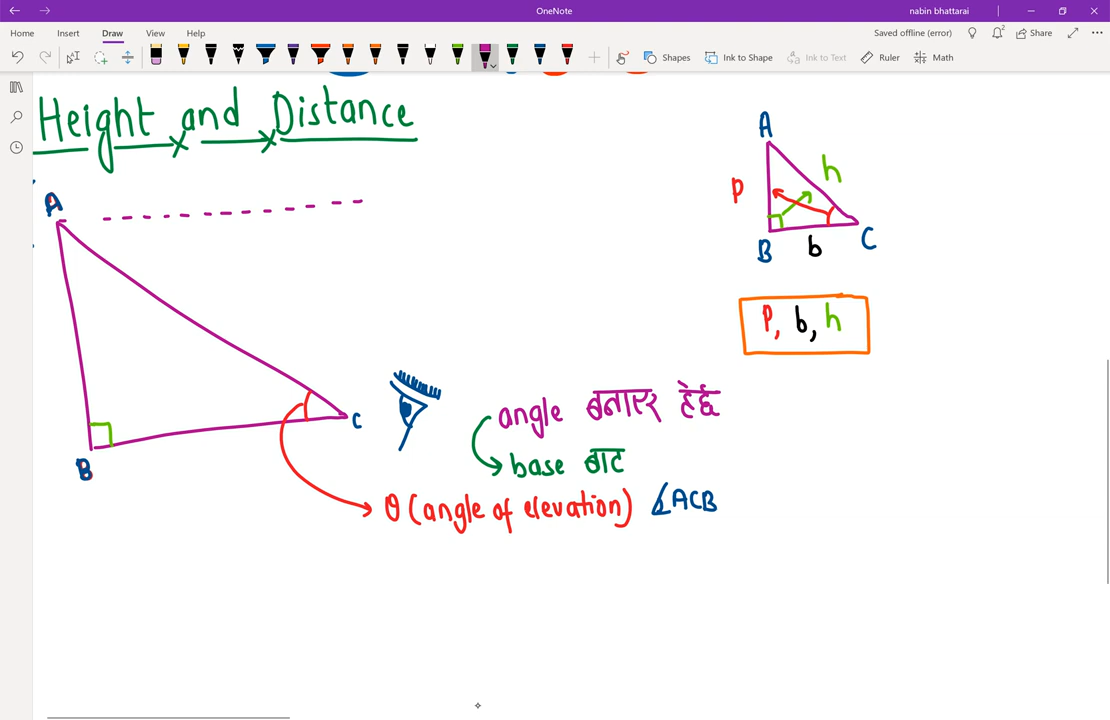 OneNote
nabin bhattarai
Home Insert Draw View Help
Saved offline (error)
Share
Shapes
Ink to Shape
Ink to Text
Ruler
Math
Height and Distance
A
B
C
A
P
h
B
b
C
P, b, h
angle बनाएर हेर्छ
base बाट
θ (angle of elevation) ∡ACB